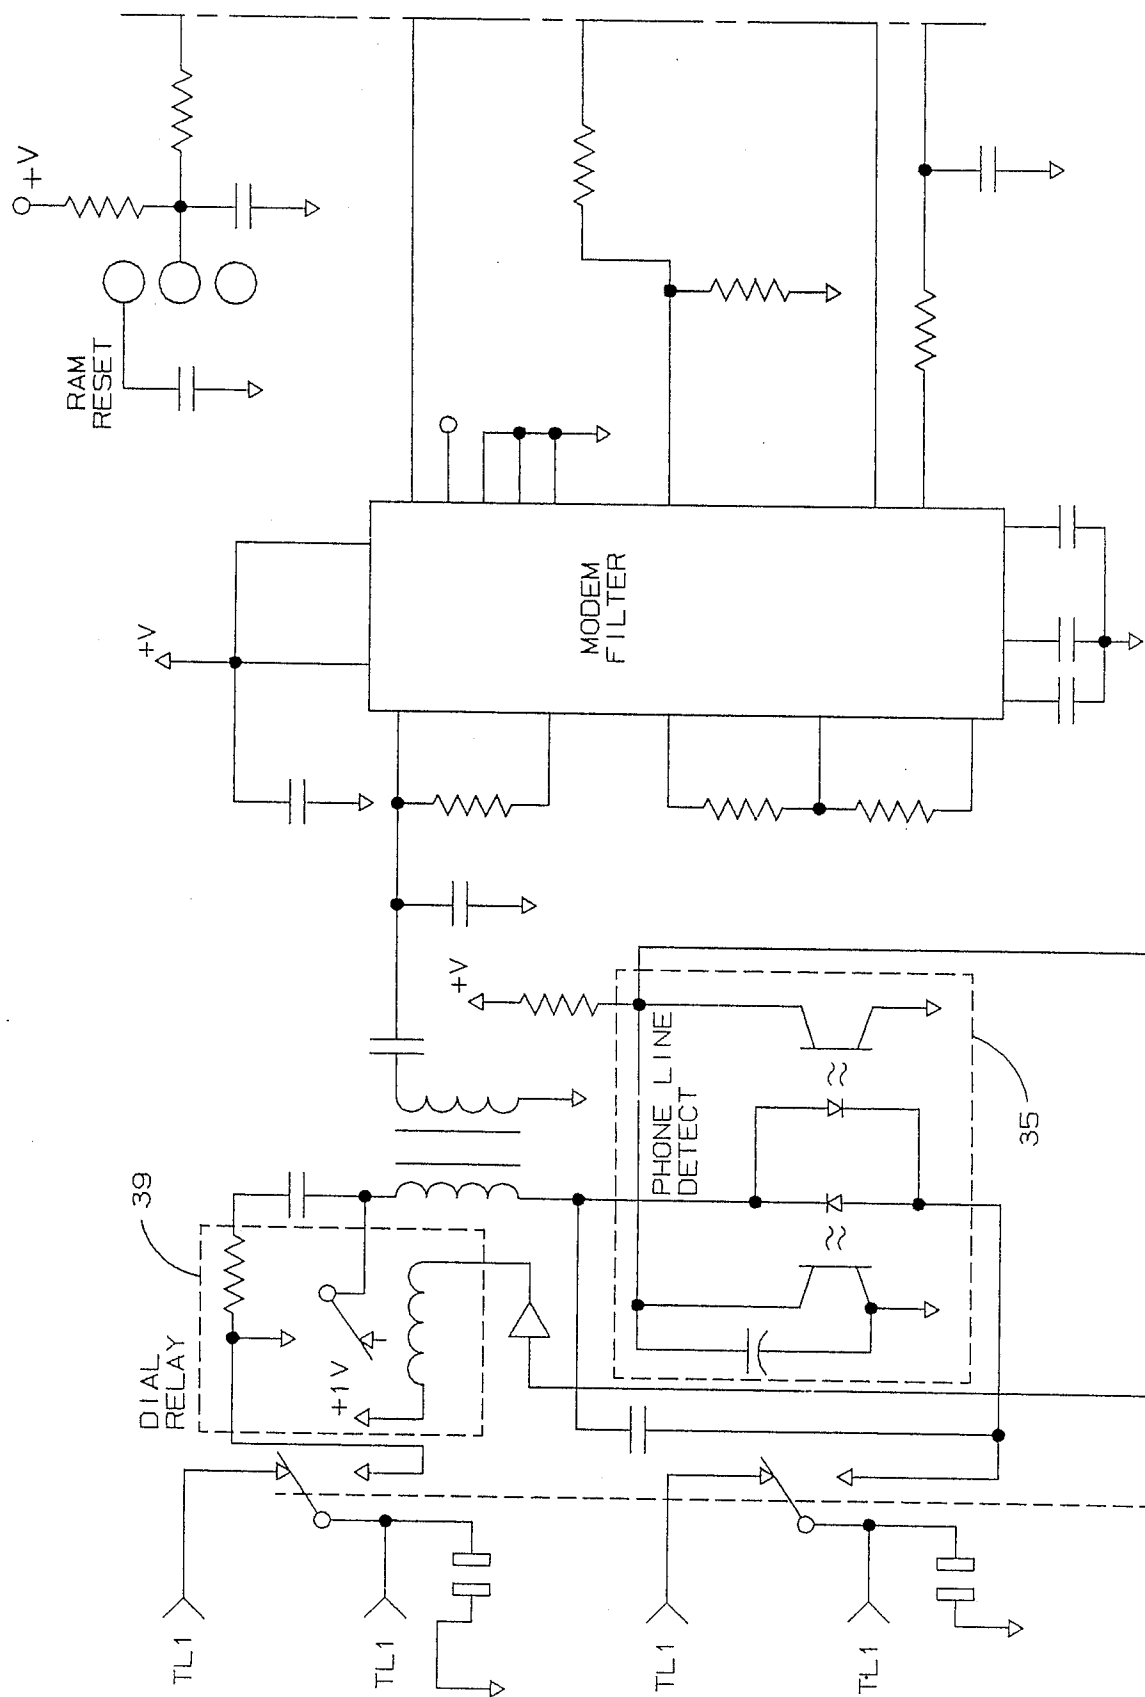 TL1
TL1
TL1
TL1
DIAL
RELAY
39
+1V
+V
PHONE LINE
DETECT
35
+V
MODEM
FILTER
RAM
RESET
+V